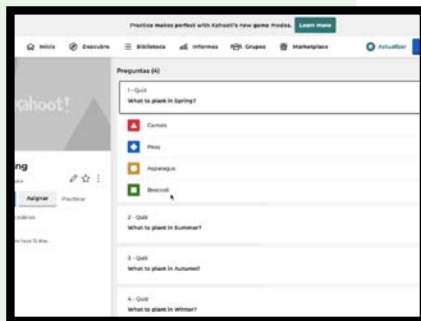 Practice makes perfect with Kahoot!'s new game modes. Learn more
Inicio Descubre Biblioteca Informes Grupos Marketplace Actualizar
Kahoot!
Preguntas (4)
1 - Quiz
What to plant in Spring?
Carrots
Peas
Asparagus
Broccoli
Asignar Practicar
2 - Quiz
What to plant in Summer?
3 - Quiz
What to plant in Autumn?
4 - Quiz
What to plant in Winter?